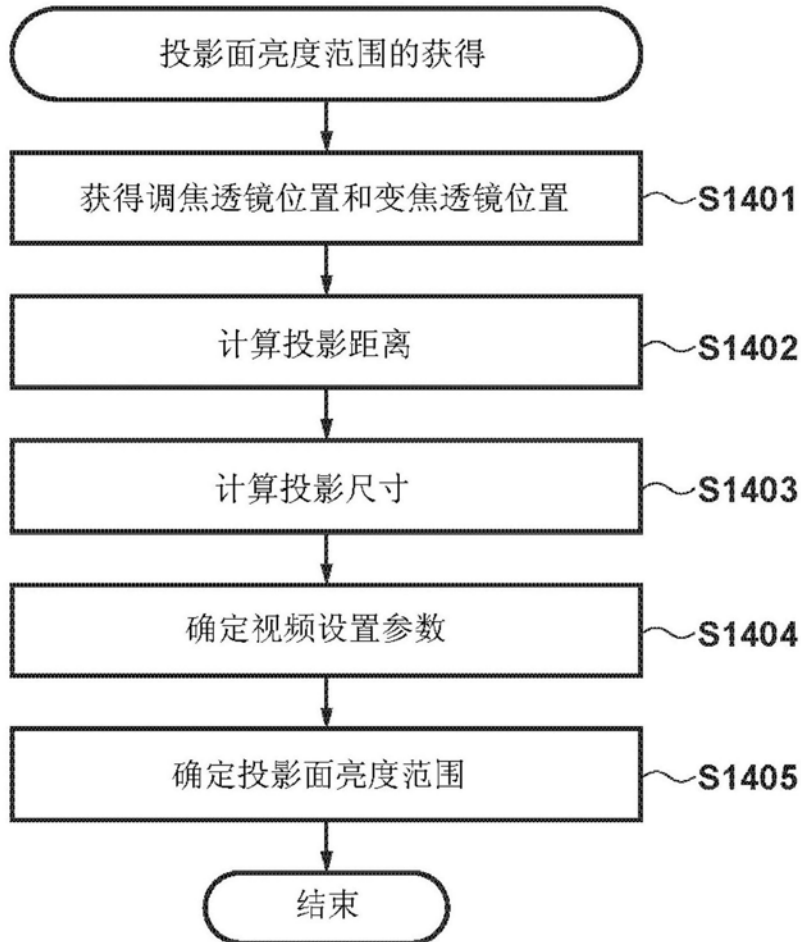 投影面亮度范围的获得
获得调焦透镜位置和变焦透镜位置
S1401
计算投影距离
S1402
计算投影尺寸
S1403
确定视频设置参数
S1404
确定投影面亮度范围
S1405
结束